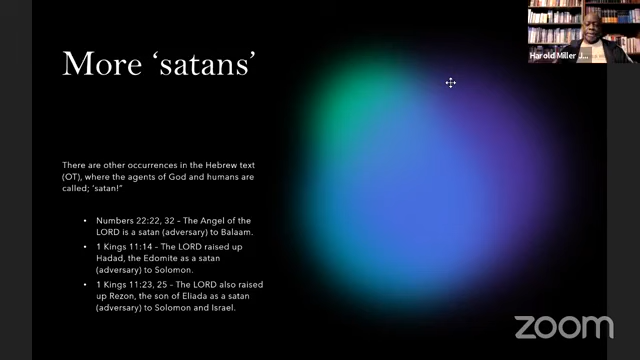 More ‘satans’
There are other occurrences in the Hebrew text
(OT), where the agents of God and humans are
called; ‘satan!”
• Numbers 22:22, 32 – The Angel of the
LORD is a satan (adversary) to Balaam.
• 1 Kings 11:14 – The LORD raised up
Hadad, the Edomite as a satan
(adversary) to Solomon.
• 1 Kings 11:23, 25 – The LORD also raised
up Rezon, the son of Eliada as a satan
(adversary) to Solomon and Israel.
Harold Miller J...
zoom